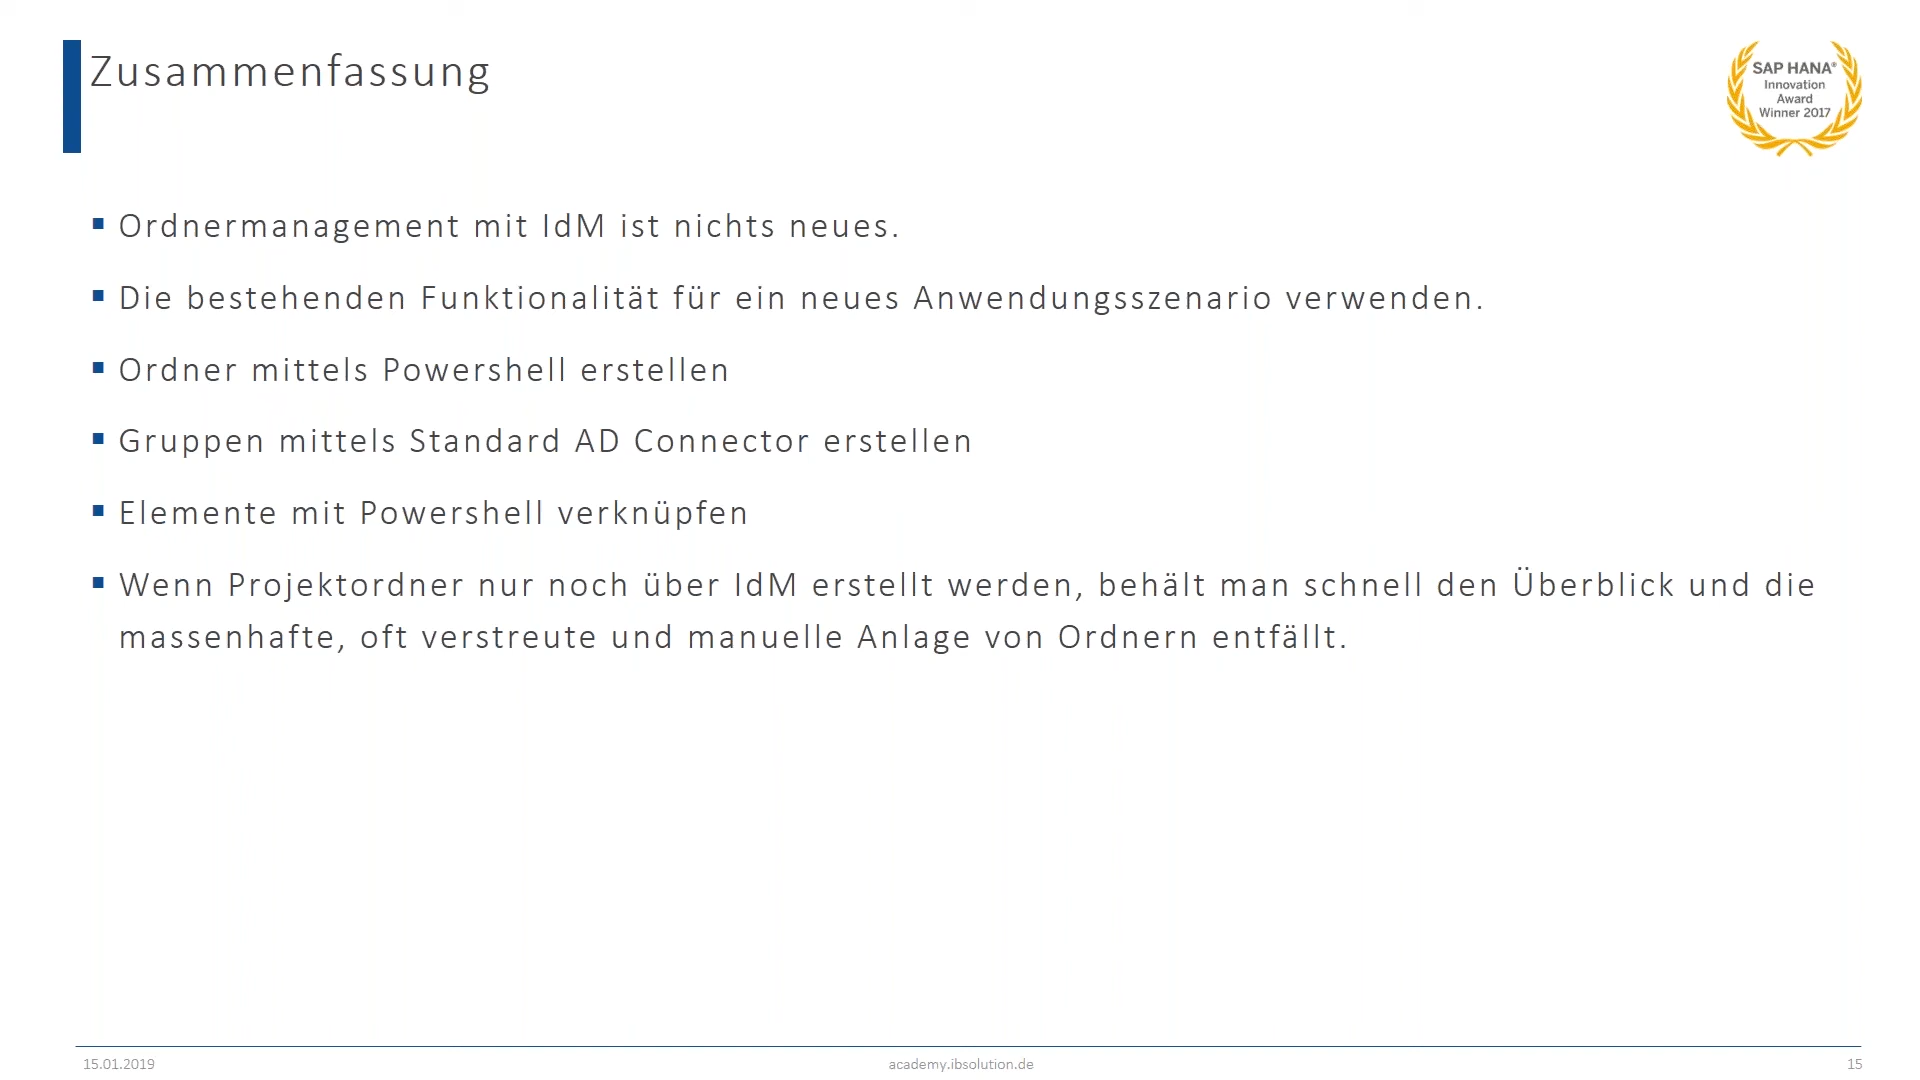 Zusammenfassung
SAP HANA®
Innovation
Award
Winner 2017
▪ Ordnermanagement mit IdM ist nichts neues.
▪ Die bestehenden Funktionalität für ein neues Anwendungsszenario verwenden.
▪ Ordner mittels Powershell erstellen
▪ Gruppen mittels Standard AD Connector erstellen
▪ Elemente mit Powershell verknüpfen
▪ Wenn Projektordner nur noch über IdM erstellt werden, behält man schnell den Überblick und die
massenhafte, oft verstreute und manuelle Anlage von Ordnern entfällt.
15.01.2019
academy.ibsolution.de
15